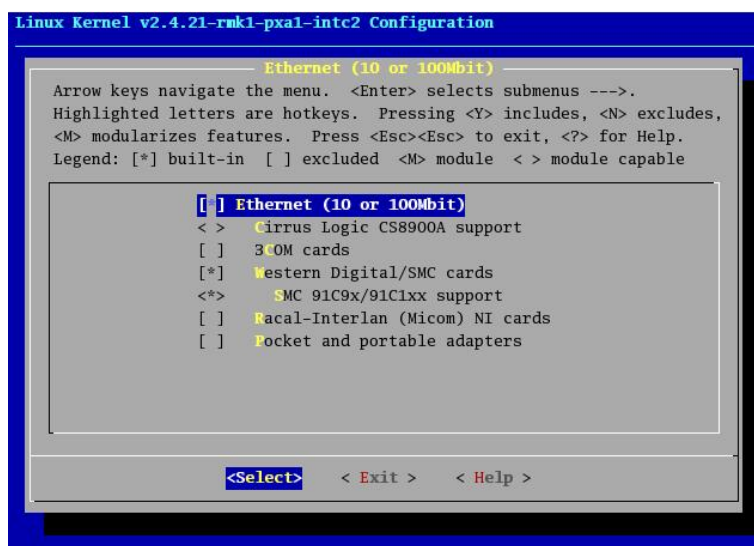 Linux Kernel v2.4.21-rmk1-pxa1-intc2 Configuration
Ethernet (10 or 100Mbit)
Arrow keys navigate the menu. <Enter> selects submenus --->.
Highlighted letters are hotkeys. Pressing <Y> includes, <N> excludes,
<M> modularizes features. Press <Esc><Esc> to exit, <?> for Help.
Legend: [*] built-in [ ] excluded <M> module < > module capable
[*] Ethernet (10 or 100Mbit)
< > Cirrus Logic CS8900A support
[ ] 3COM cards
[*] Western Digital/SMC cards
<*> SMC 91C9x/91C1xx support
[ ] Racal-Interlan (Micom) NI cards
[ ] Pocket and portable adapters
<Select> < Exit > < Help >